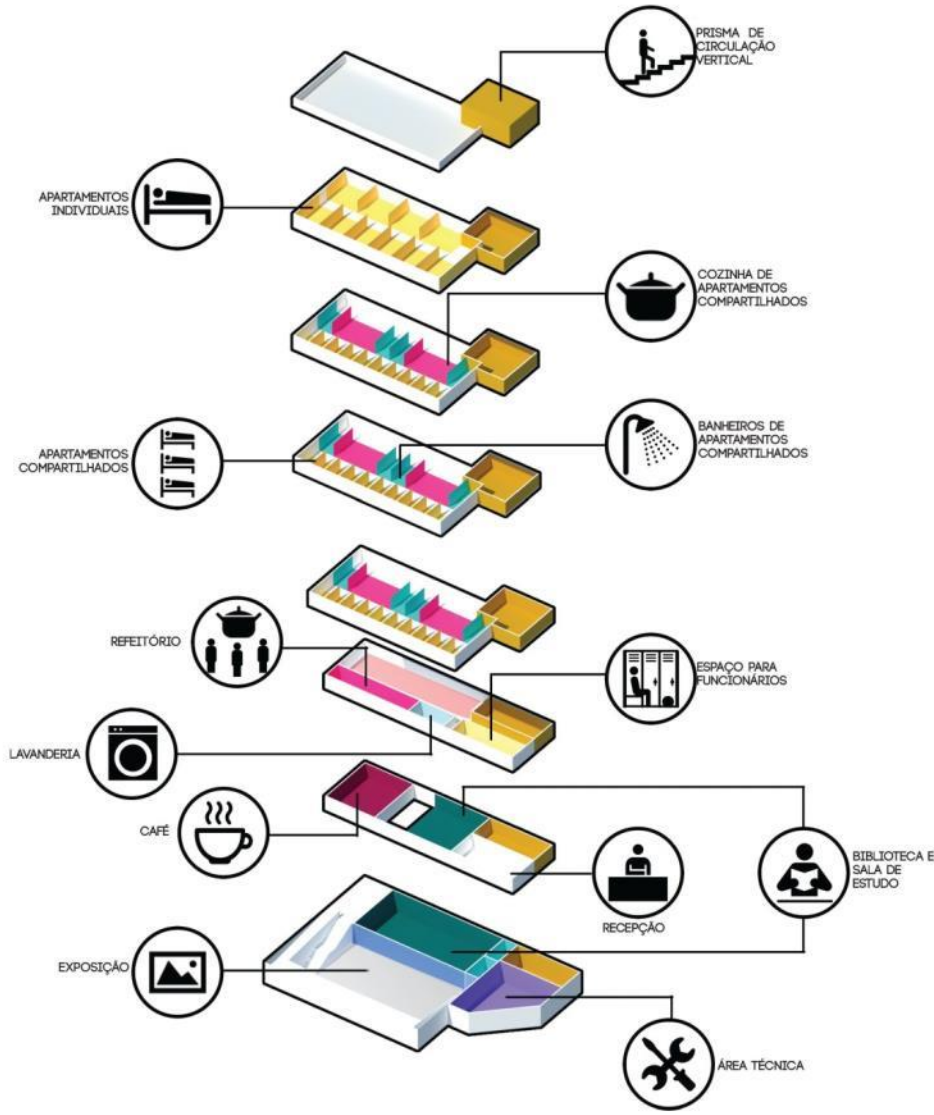 PRISMA DE
CIRCULAÇÃO
VERTICAL
APARTAMENTOS
INDIVIDUAIS
COZINHA DE
APARTAMENTOS
COMPARTILHADOS
APARTAMENTOS
COMPARTILHADOS
BANHEIROS DE
APARTAMENTOS
COMPARTILHADOS
REFEITÓRIO
ESPAÇO PARA
FUNCIONÁRIOS
LAVANDERIA
CAFÉ
RECEPÇÃO
BIBLIOTECA E
SALA DE
ESTUDO
EXPOSIÇÃO
ÁREA TÉCNICA